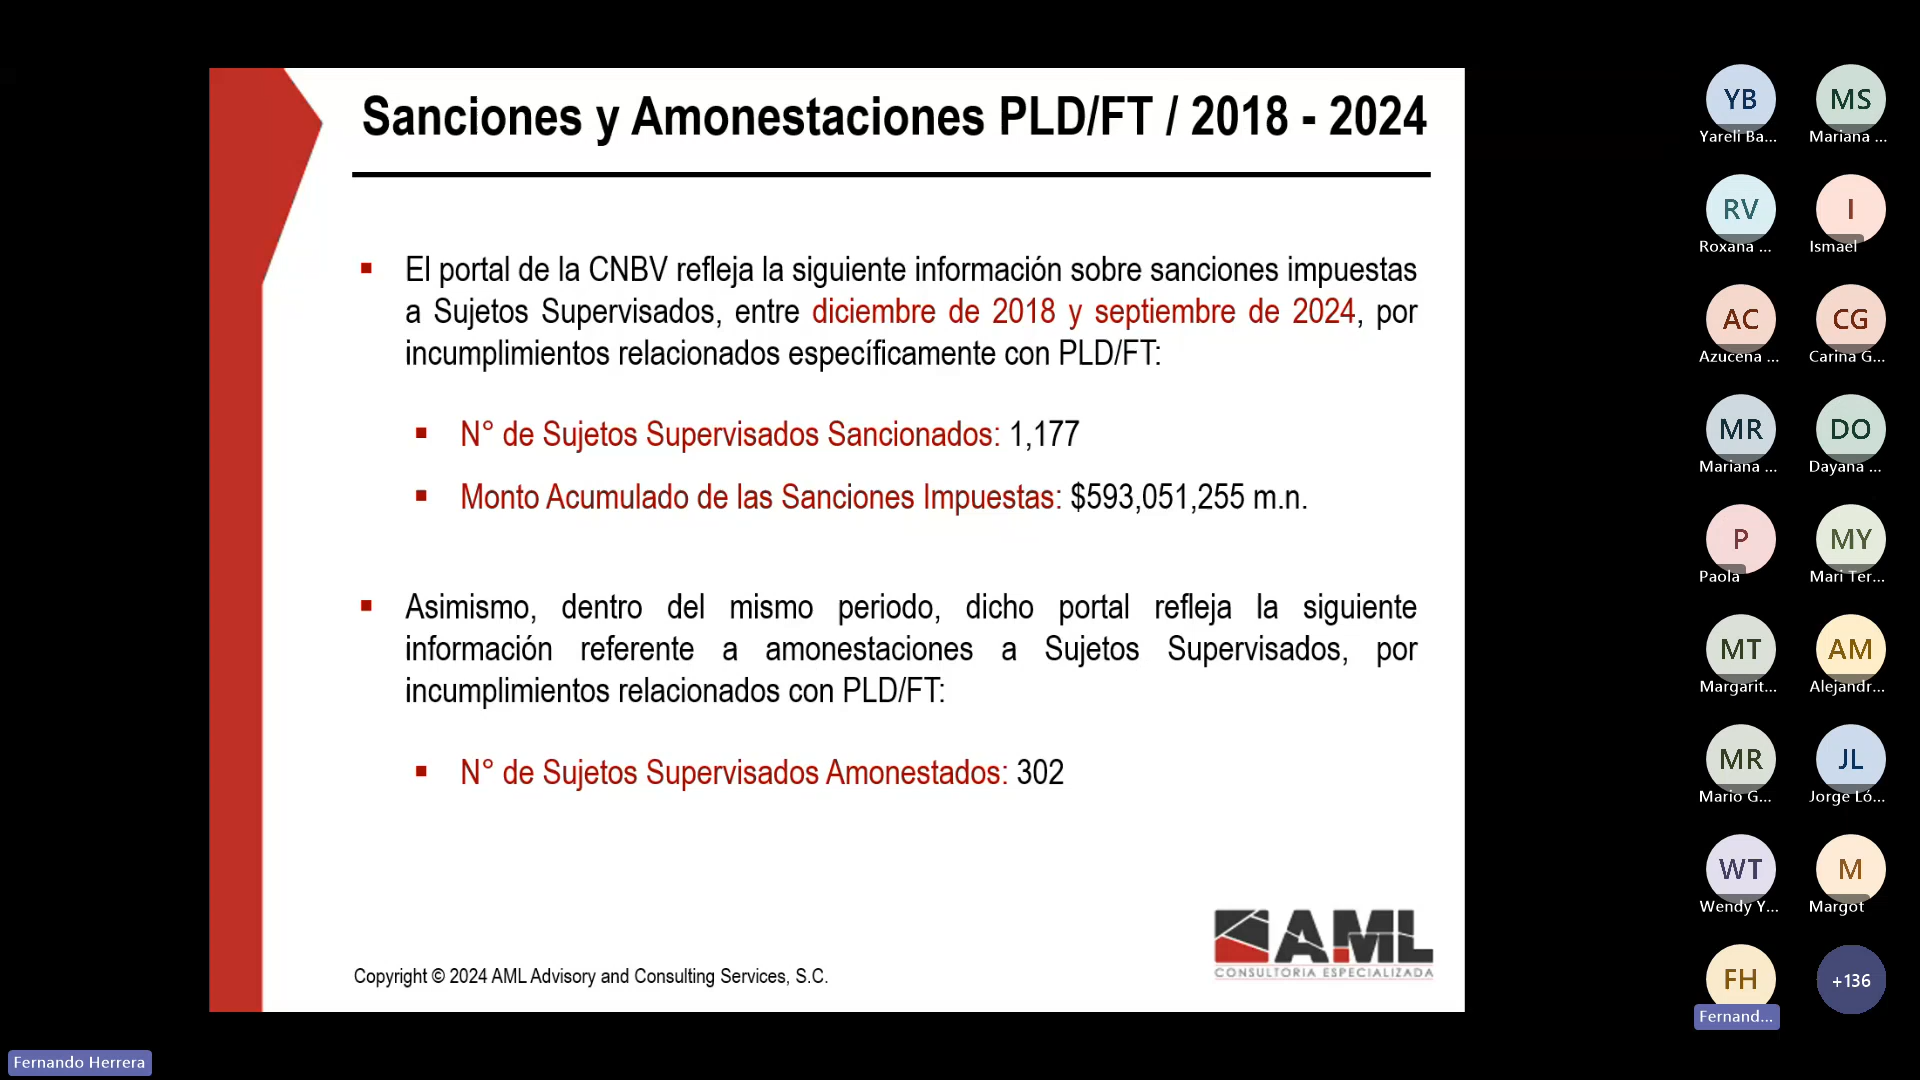 Sanciones y Amonestaciones PLD/FT / 2018 - 2024
▪ El portal de la CNBV refleja la siguiente información sobre sanciones impuestas
a Sujetos Supervisados, entre diciembre de 2018 y septiembre de 2024, por
incumplimientos relacionados específicamente con PLD/FT:
▪ N° de Sujetos Supervisados Sancionados: 1,177
▪ Monto Acumulado de las Sanciones Impuestas: $593,051,255 m.n.
▪ Asimismo, dentro del mismo periodo, dicho portal refleja la siguiente
información referente a amonestaciones a Sujetos Supervisados, por
incumplimientos relacionados con PLD/FT:
▪ N° de Sujetos Supervisados Amonestados: 302
AML
CONSULTORIA ESPECIALIZADA
Copyright © 2024 AML Advisory and Consulting Services, S.C.
YB
Yareli Ba...
MS
Mariana ...
RV
Roxana ...
I
Ismael
AC
Azucena ...
CG
Carina G...
MR
Mariana ...
DO
Dayana ...
P
Paola
MY
Mari Ter...
MT
Margarit...
AM
Alejandr...
MR
Mario G...
JL
Jorge Ló...
WT
Wendy Y...
M
Margot
FH
Fernand...
+136
Fernando Herrera